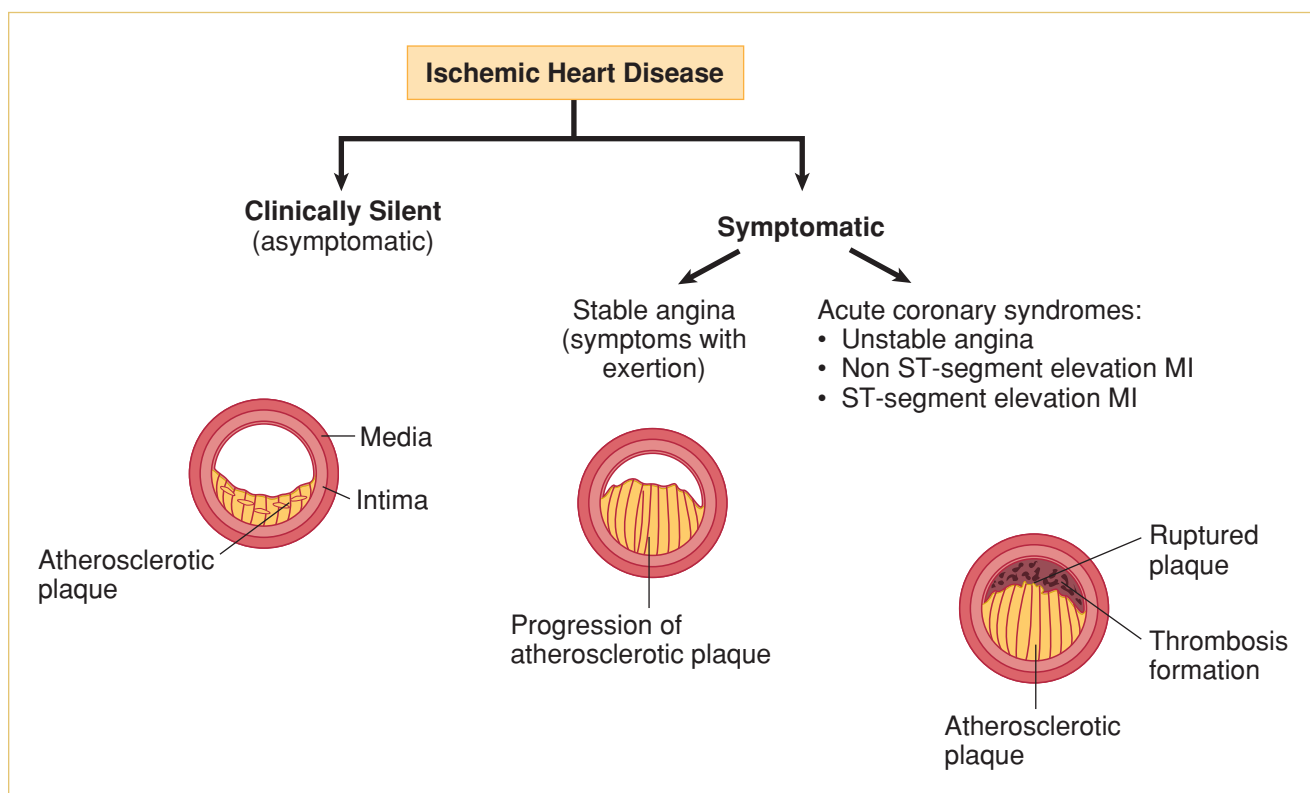 Ischemic Heart Disease
Clinically Silent
(asymptomatic)
Symptomatic
Stable angina
(symptoms with
exertion)
Acute coronary syndromes:
• Unstable angina
• Non ST-segment elevation MI
• ST-segment elevation MI
Media
Intima
Atherosclerotic
plaque
Progression of
atherosclerotic plaque
Ruptured
plaque
Thrombosis
formation
Atherosclerotic
plaque